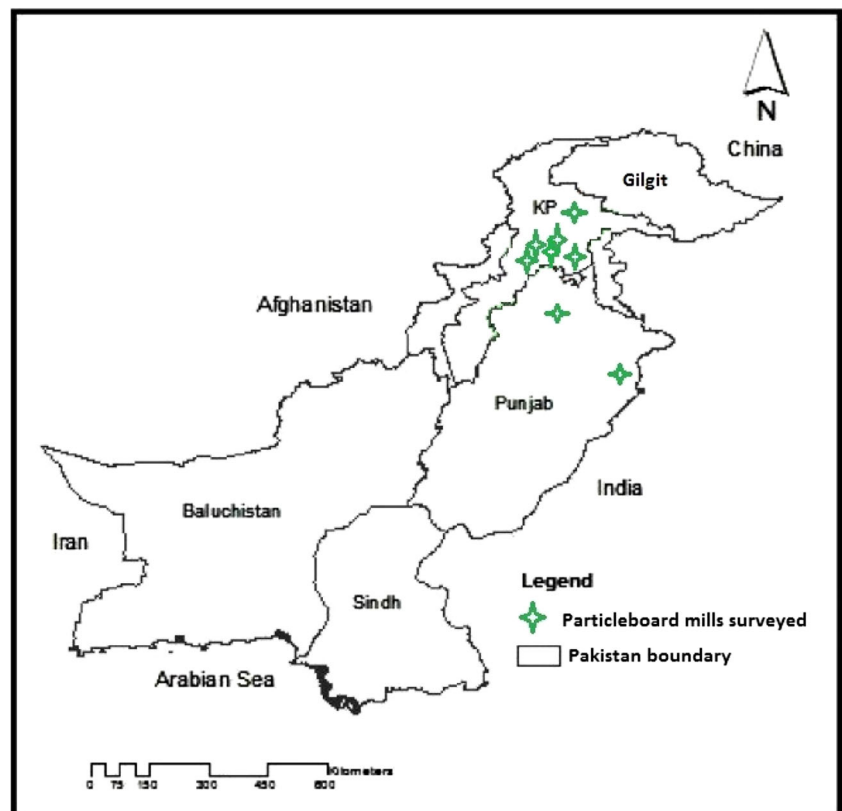 N
China
Gilgit
KP
Afghanistan
Punjab
India
Baluchistan
Iran
Sindh
Legend
Particleboard mills surveyed
Pakistan boundary
Arabian Sea
Kilometers
0 75 150 300 450 600